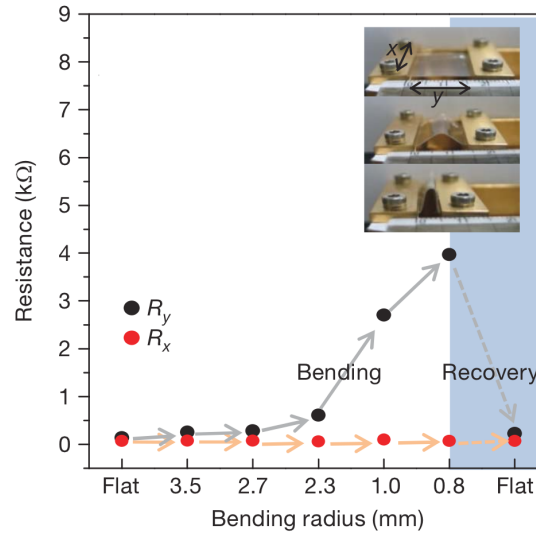 9
8
7
6
5
4
3
2
1
0
Resistance (kΩ)
x
y
R_y
R_x
Bending
Recovery
Flat 3.5 2.7 2.3 1.0 0.8 Flat
Bending radius (mm)